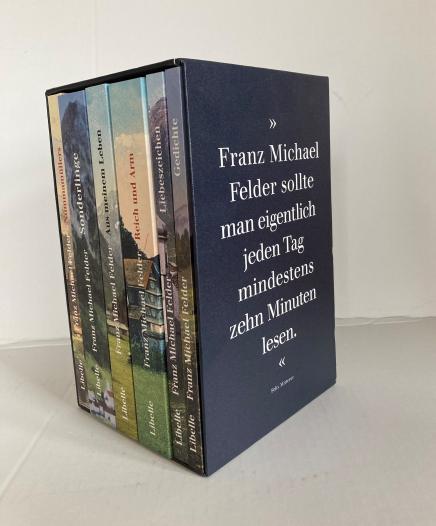 Nümmamüllers
Franz Michael Felder
Libelle
Sonderlinge
Franz Michael Felder
Libelle
Aus meinem Leben
Franz Michael Felder
Libelle
Reich und Arm
Franz Michael Felder
Libelle
Liebeszeichen
Franz Michael Felder
Libelle
Gedichte
Franz Michael Felder
Libelle
»
Franz Michael
Felder sollte
man eigentlich
jeden Tag
mindestens
zehn Minuten
lesen.
«